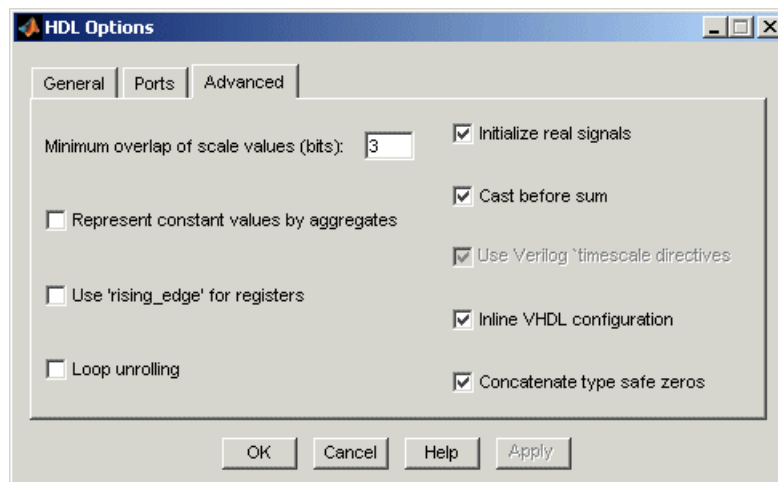 HDL Options
General Ports Advanced
Minimum overlap of scale values (bits): 3
Represent constant values by aggregates
Use 'rising_edge' for registers
Loop unrolling
Initialize real signals
Cast before sum
Use Verilog `timescale directives
Inline VHDL configuration
Concatenate type safe zeros
OK Cancel Help Apply